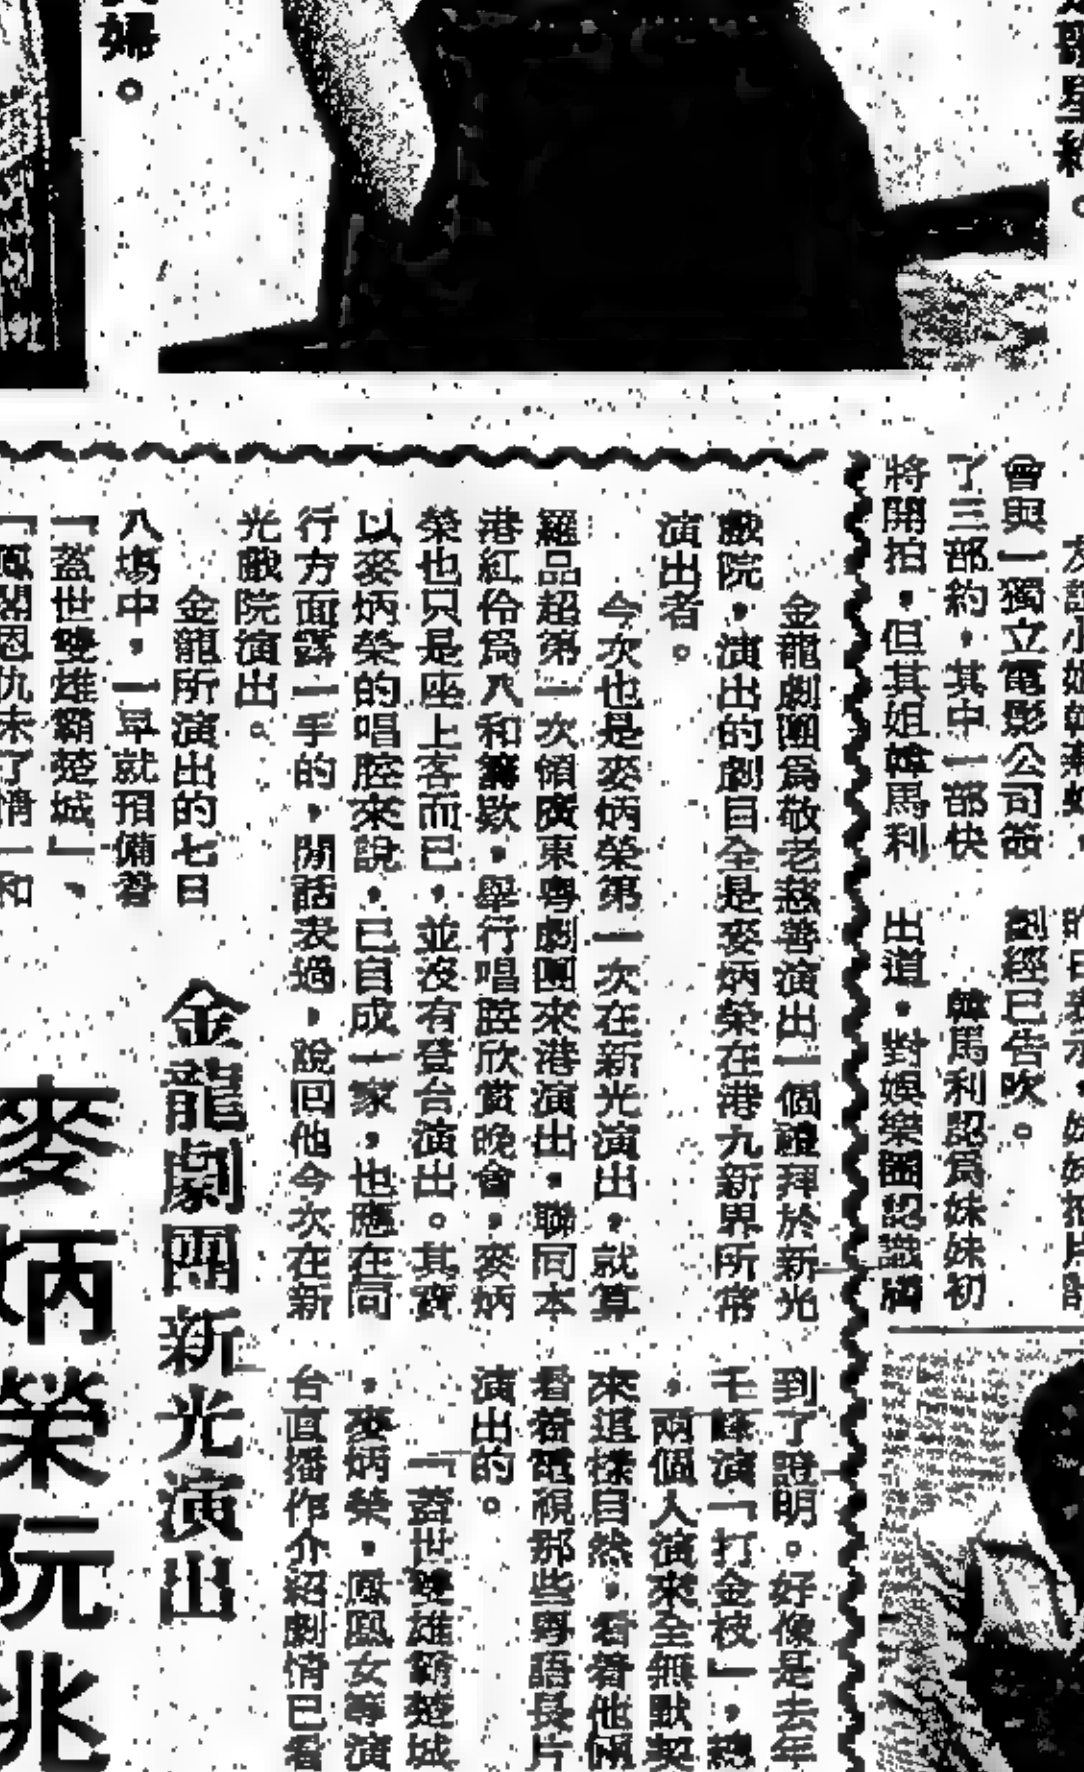 婦。
曾與一獨立電影公司簽
了三部約，其中一部快
將開拍，但其姐韓馬利
劇經已告吹。
韓馬利認爲妹妹初
出道，對娛樂圈認識
金龍劇團新光演出
麥炳榮阮兆
金龍劇團爲敬老慈善演出一個禮拜於新光
戲院，演出的劇目全是麥炳榮在港九新界所常
演出者。
今次也是麥炳榮第一次在新光演出，就算
羅品超第一次領廣東粵劇團來港演出，聯同本
港紅伶爲八和籌欵，舉行唱腔欣賞晚會，麥炳
榮也只是座上客而已，並沒有登台演出。其實
以麥炳榮的唱腔來說，已自成一家，也應在同
行方面露一手的，閒話表過，說回他今次在新
光戲院演出。
金龍所演出的七日
八場中，一早就預備着
「蓋世雙雄霸楚城」、
「鳳閣恩仇未了情」和
到了證明。好像是去年
演「打金枝」，
，兩個人演來全無默契
來這樣自然，看着他倆
看着電視那些粵語長片
演出的。
「蓋世雙雄霸楚城
，麥炳榮，鳳凰女等演
台直播作介紹劇情已看